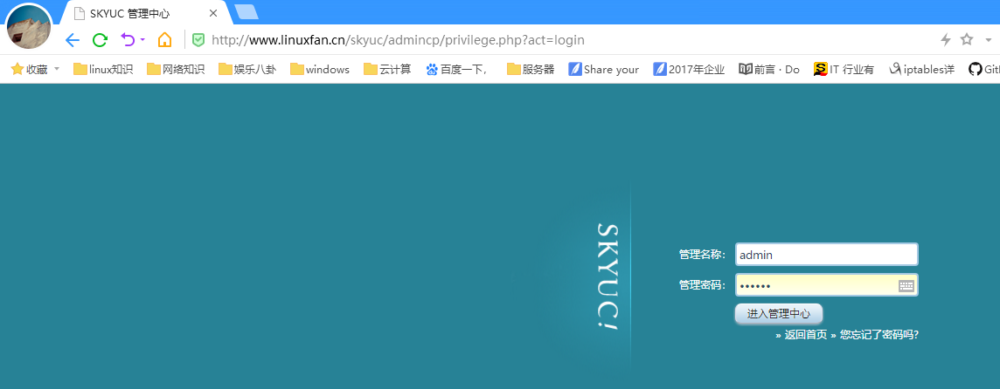 SKYUC 管理中心
http://www.linuxfan.cn/skyuc/admincp/privilege.php?act=login
收藏 linux知识 网络知识 娱乐八卦 windows 云计算 百度一下， 服务器 Share your 2017年企业 前言 · Do IT 行业有 iptables详 Git
SKYUC!
管理名称： admin
管理密码： ••••••
进入管理中心
» 返回首页 » 您忘记了密码吗?